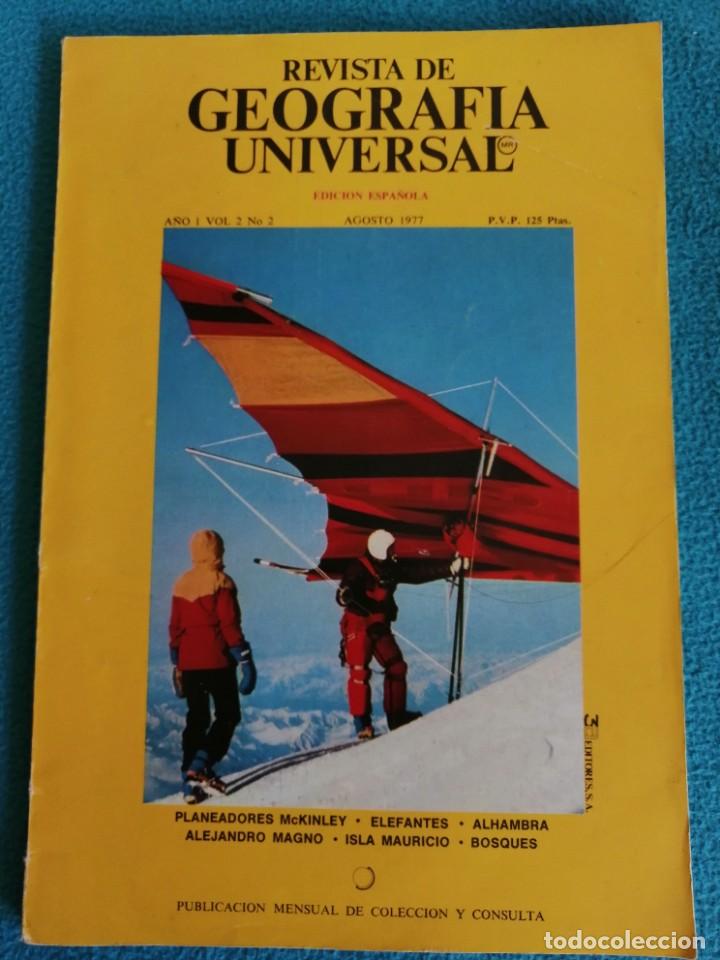 REVISTA DE
GEOGRAFIA
UNIVERSAL
MR
EDICION ESPAÑOLA
AÑO 1 VOL 2 No 2 AGOSTO 1977 P.V.P. 125 Ptas.
EDITORES, S.A.
PLANEADORES McKINLEY • ELEFANTES • ALHAMBRA
ALEJANDRO MAGNO • ISLA MAURICIO • BOSQUES
PUBLICACION MENSUAL DE COLECCION Y CONSULTA
todocoleccion